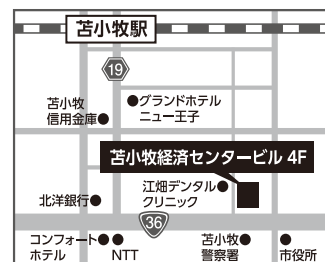 苫小牧駅
19
苫小牧
信用金庫●
●グランドホテル
ニュー王子
苫小牧経済センタービル 4F
北洋銀行●
江畑デンタル●
クリニック
36
コンフォート●
ホテル
●
NTT
苫小牧●
警察署
●
市役所